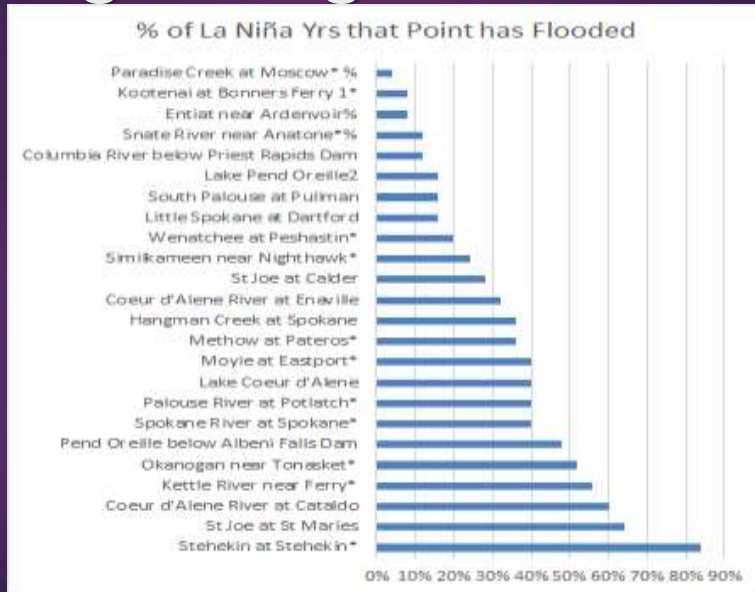 % of La Niña Yrs that Point has Flooded
Paradise Creek at Moscow* %
Kootenai at Bonners Ferry 1*
Entiat near Ardenvoir%
Snate River near Anatone*%
Columbia River below Priest Rapids Dam
Lake Pend Oreille2
South Palouse at Pullman
Little Spokane at Dartford
Wenatchee at Peshastin*
Similkameen near Nighthawk*
St Joe at Calder
Coeur d'Alene River at Enaville
Hangman Creek at Spokane
Methow at Pateros*
Moyie at Eastport*
Lake Coeur d'Alene
Palouse River at Potlatch*
Spokane River at Spokane*
Pend Oreille below Albeni Falls Dam
Okanogan near Tonasket*
Kettle River near Ferry*
Coeur d'Alene River at Cataldo
St Joe at St Maries
Stehekin at Stehekin*
0% 10% 20% 30% 40% 50% 60% 70% 80% 90%